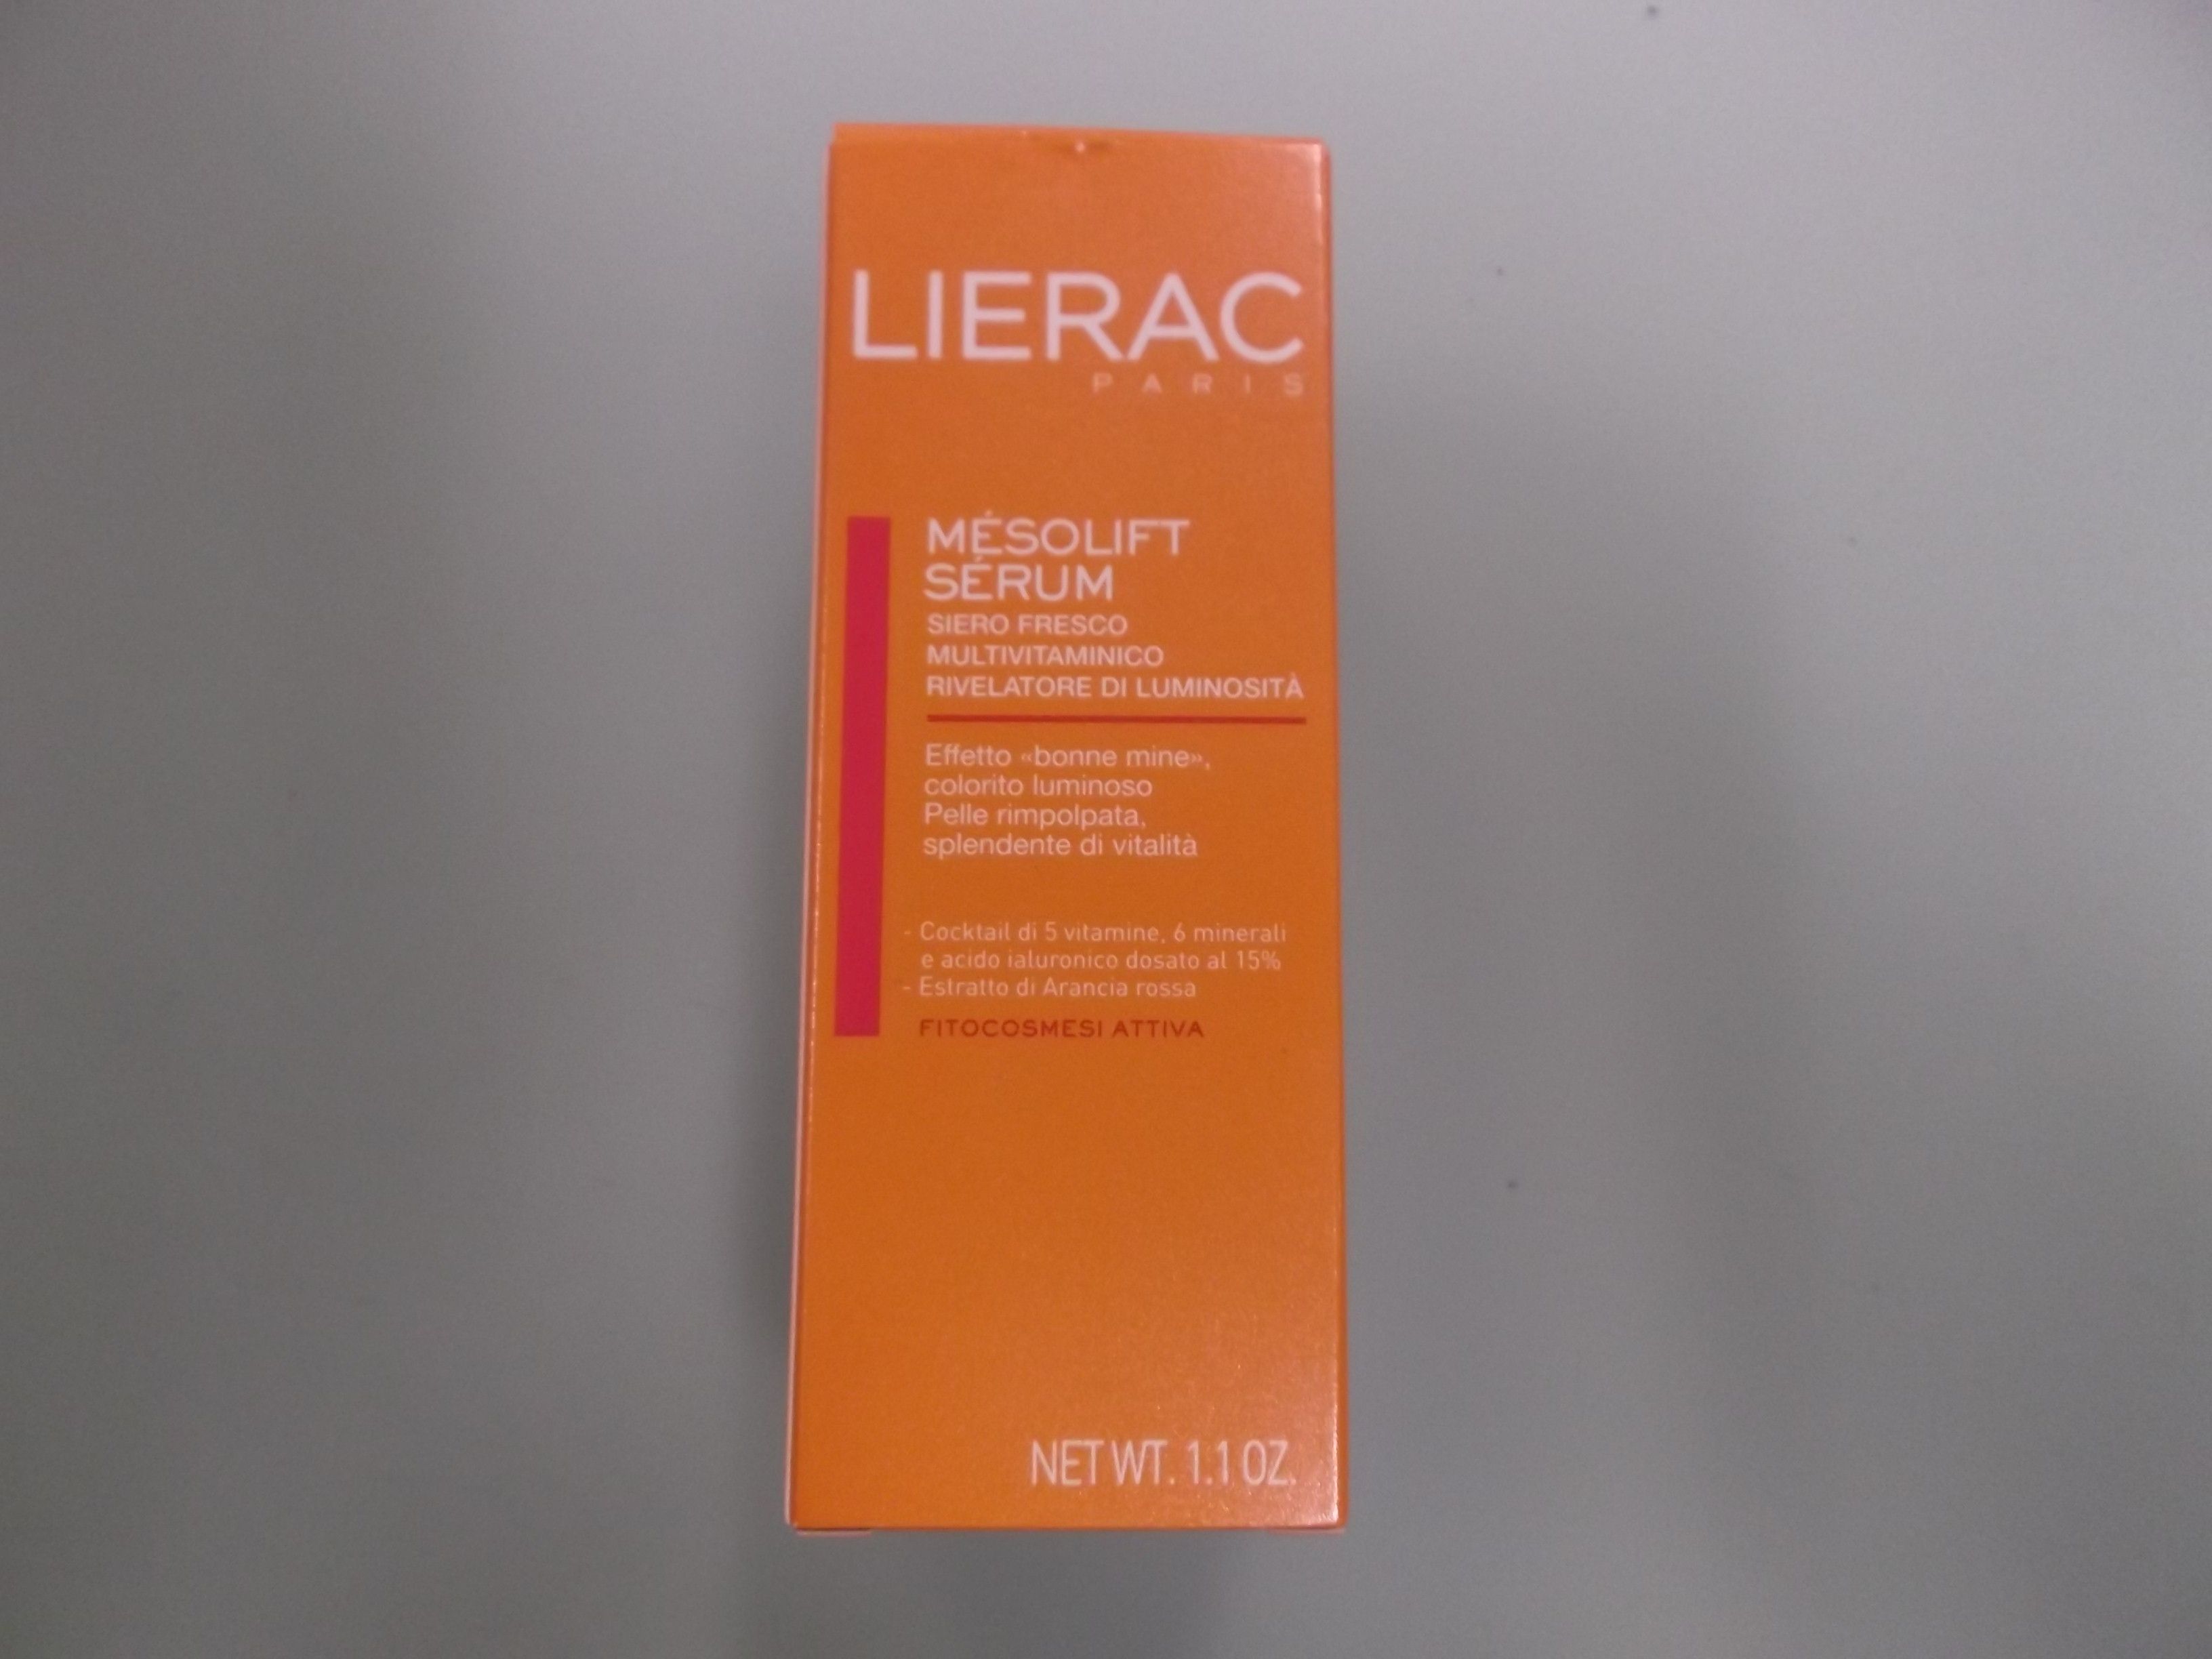 LIERAC
PARIS
MÉSOLIFT
SÉRUM
SIERO FRESCO
MULTIVITAMINICO
RIVELATORE DI LUMINOSITÀ
Effetto «bonne mine»,
colorito luminoso
Pelle rimpolpata,
splendente di vitalità
- Cocktail di 5 vitamine, 6 minerali
e acido ialuronico dosato al 15%
- Estratto di Arancia rossa
FITOCOSMESI ATTIVA
NET WT. 1.1 OZ.